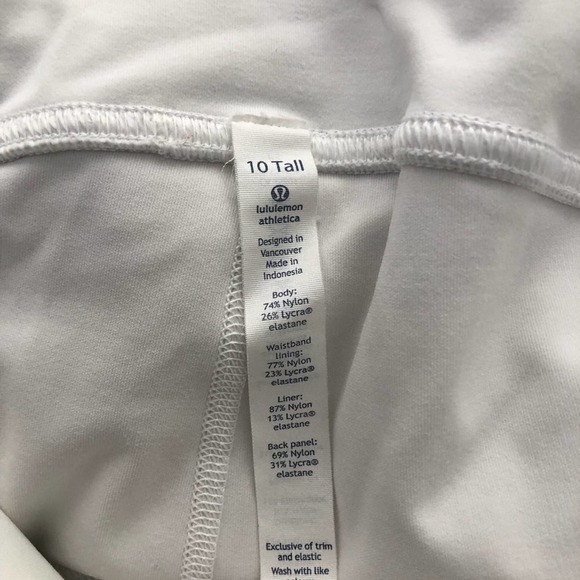 10 Tall
lululemon
athletica
Designed in
Vancouver
Made in
Indonesia
Body:
74% Nylon
26% Lycra®
elastane
Waistband
lining:
77% Nylon
23% Lycra®
elastane
Liner:
87% Nylon
13% Lycra®
elastane
Back panel:
69% Nylon
31% Lycra®
elastane
Exclusive of trim
and elastic
Wash with like